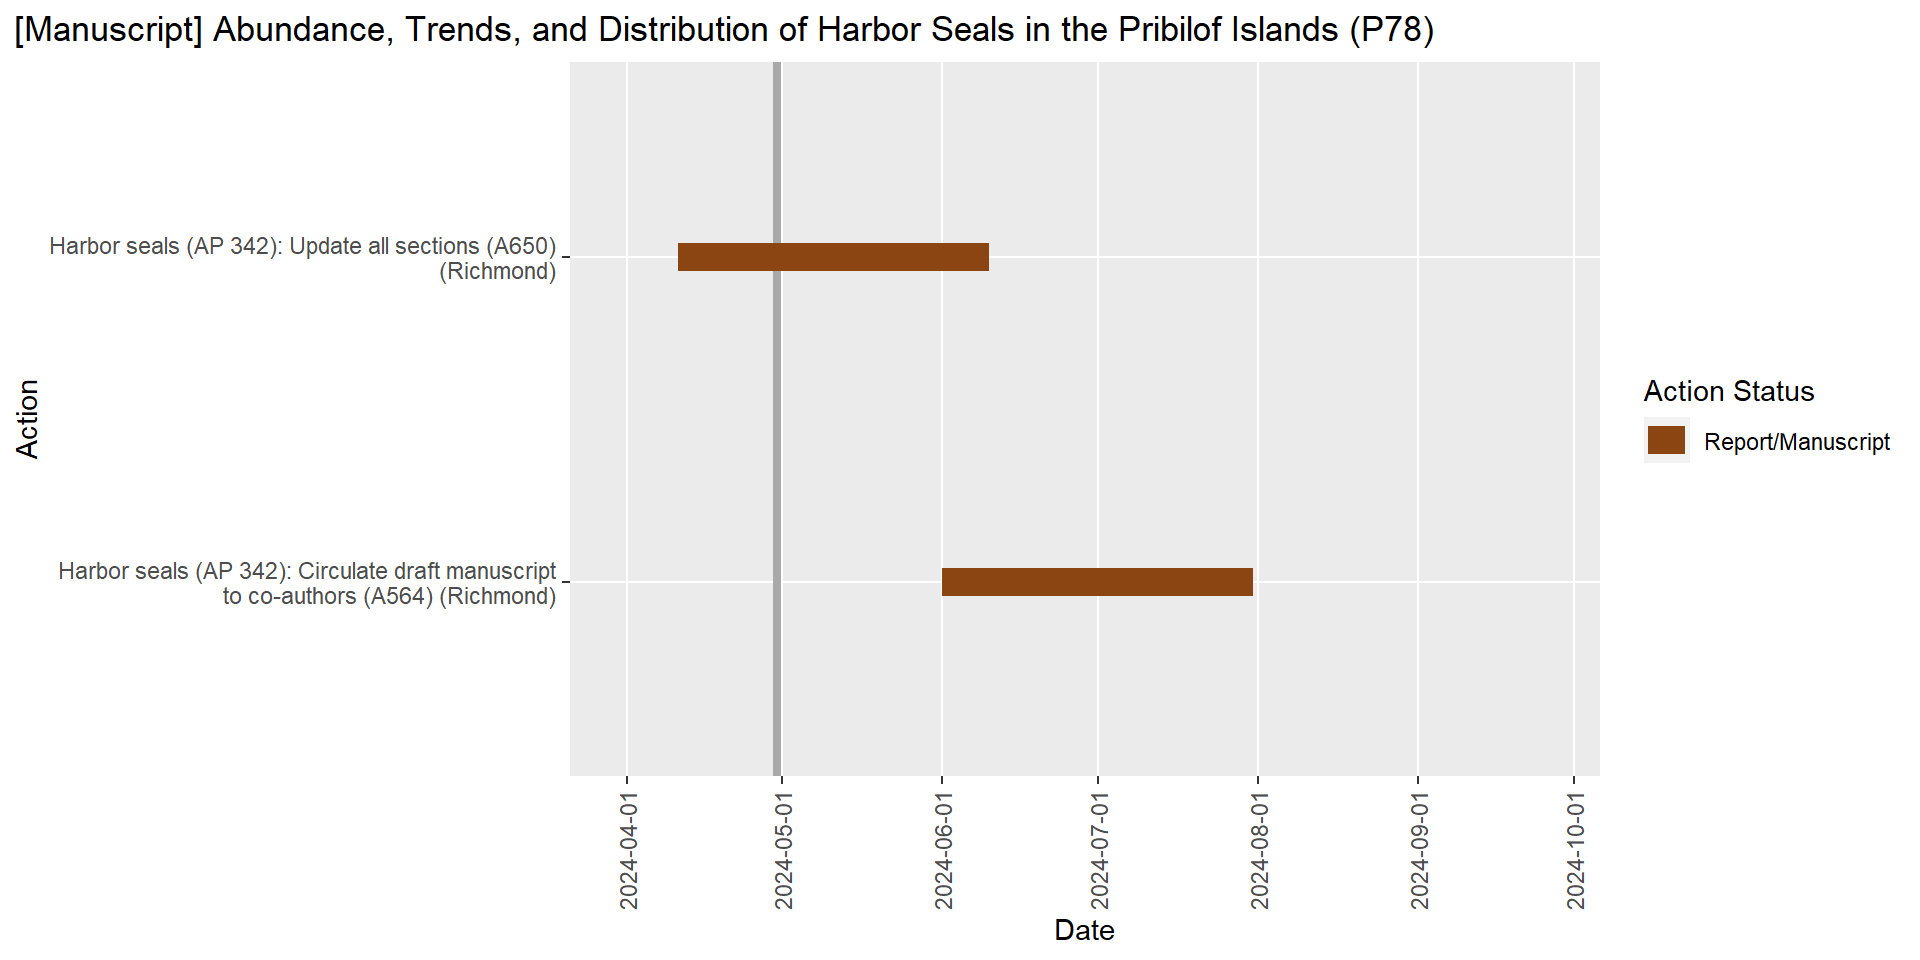 [Manuscript] Abundance, Trends, and Distribution of Harbor Seals in the Pribilof Islands (P78)
Action
Harbor seals (AP 342): Update all sections (A650)
(Richmond)
Harbor seals (AP 342): Circulate draft manuscript
to co-authors (A564) (Richmond)
2024-04-01
2024-05-01
2024-06-01
2024-07-01
2024-08-01
2024-09-01
2024-10-01
Date
Action Status
Report/Manuscript